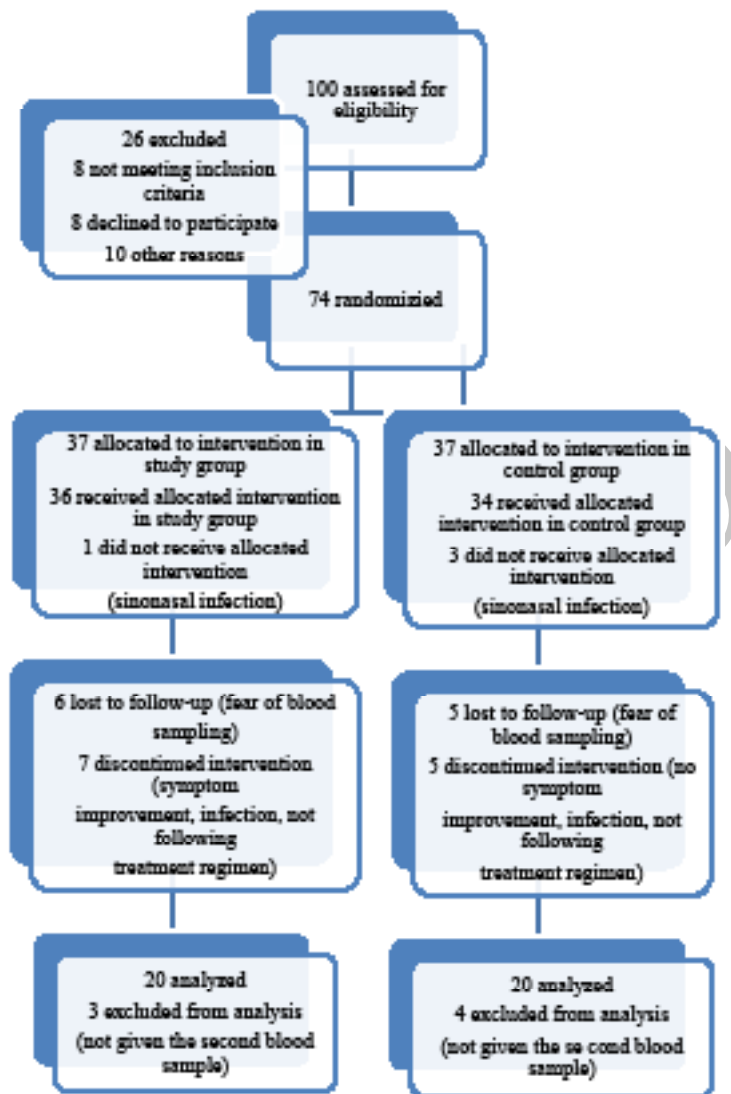 100 assessed for
eligibility
26 excluded
8 not meeting inclusion
criteria
8 declined to participate
10 other reasons
74 randomizied
37 allocated to intervention in
study group
36 received allocated intervention
in study group
1 did not receive allocated
intervention
(sinonasal infection)
37 allocated to intervention in
control group
34 received allocated
intervention in control group
3 did not receive allocated
intervention
(sinonasal infection)
6 lost to follow-up (fear of blood
sampling)
7 discontinued intervention
(symptom
improvement, infection, not
following
treatment regimen)
5 lost to follow-up (fear of
blood sampling)
5 discontinued intervention (no
symptom
improvement, infection, not
following
treatment regimen)
20 analyzed
3 excluded from analysis
(not given the second blood
sample)
20 analyzed
4 excluded from analysis
(not given the se cond blood
sample)